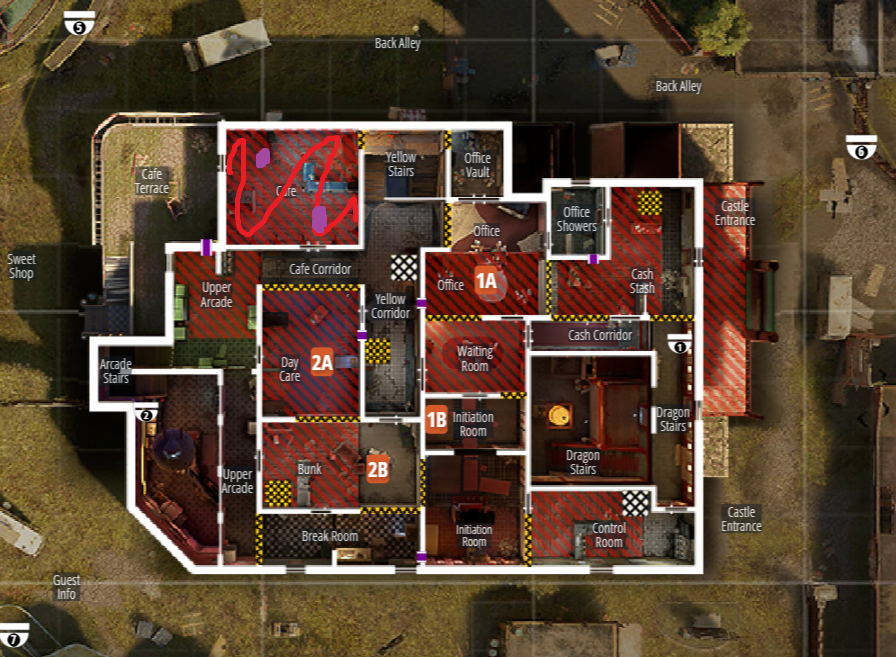 5
Back Alley
Back Alley
6
Cafe
Terrace
Cafe
Yellow
Stairs
Office
Vault
Castle
Entrance
Office
Showers
Office
Sweet
Shop
Cafe Corridor
Office
1A
Cash
Stash
Upper
Arcade
Yellow
Corridor
Cash Corridor
1
Waiting
Room
Day
Care
2A
Arcade
Stairs
2
1B
Initiation
Room
Dragon
Stairs
Dragon
Stairs
Bunk
2B
Upper
Arcade
Castle
Entrance
Break Room
Initiation
Room
Control
Room
Guest
Info
7